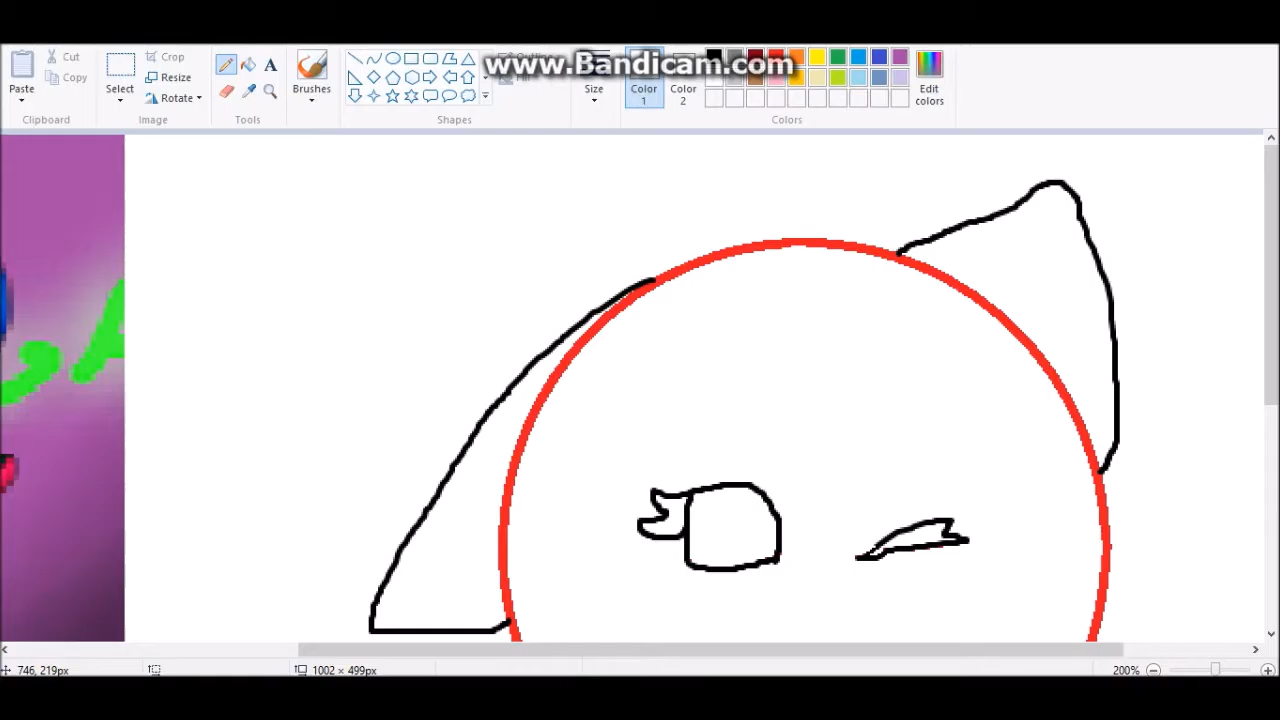 www.Bandicam.com
Cut
Copy
Paste
Clipboard
Select
Crop
Resize
Rotate
Image
A
Tools
Brushes
Shapes
Size
Color
1
Color
2
Edit
colors
Colors
746, 219px
1002 × 499px
200%